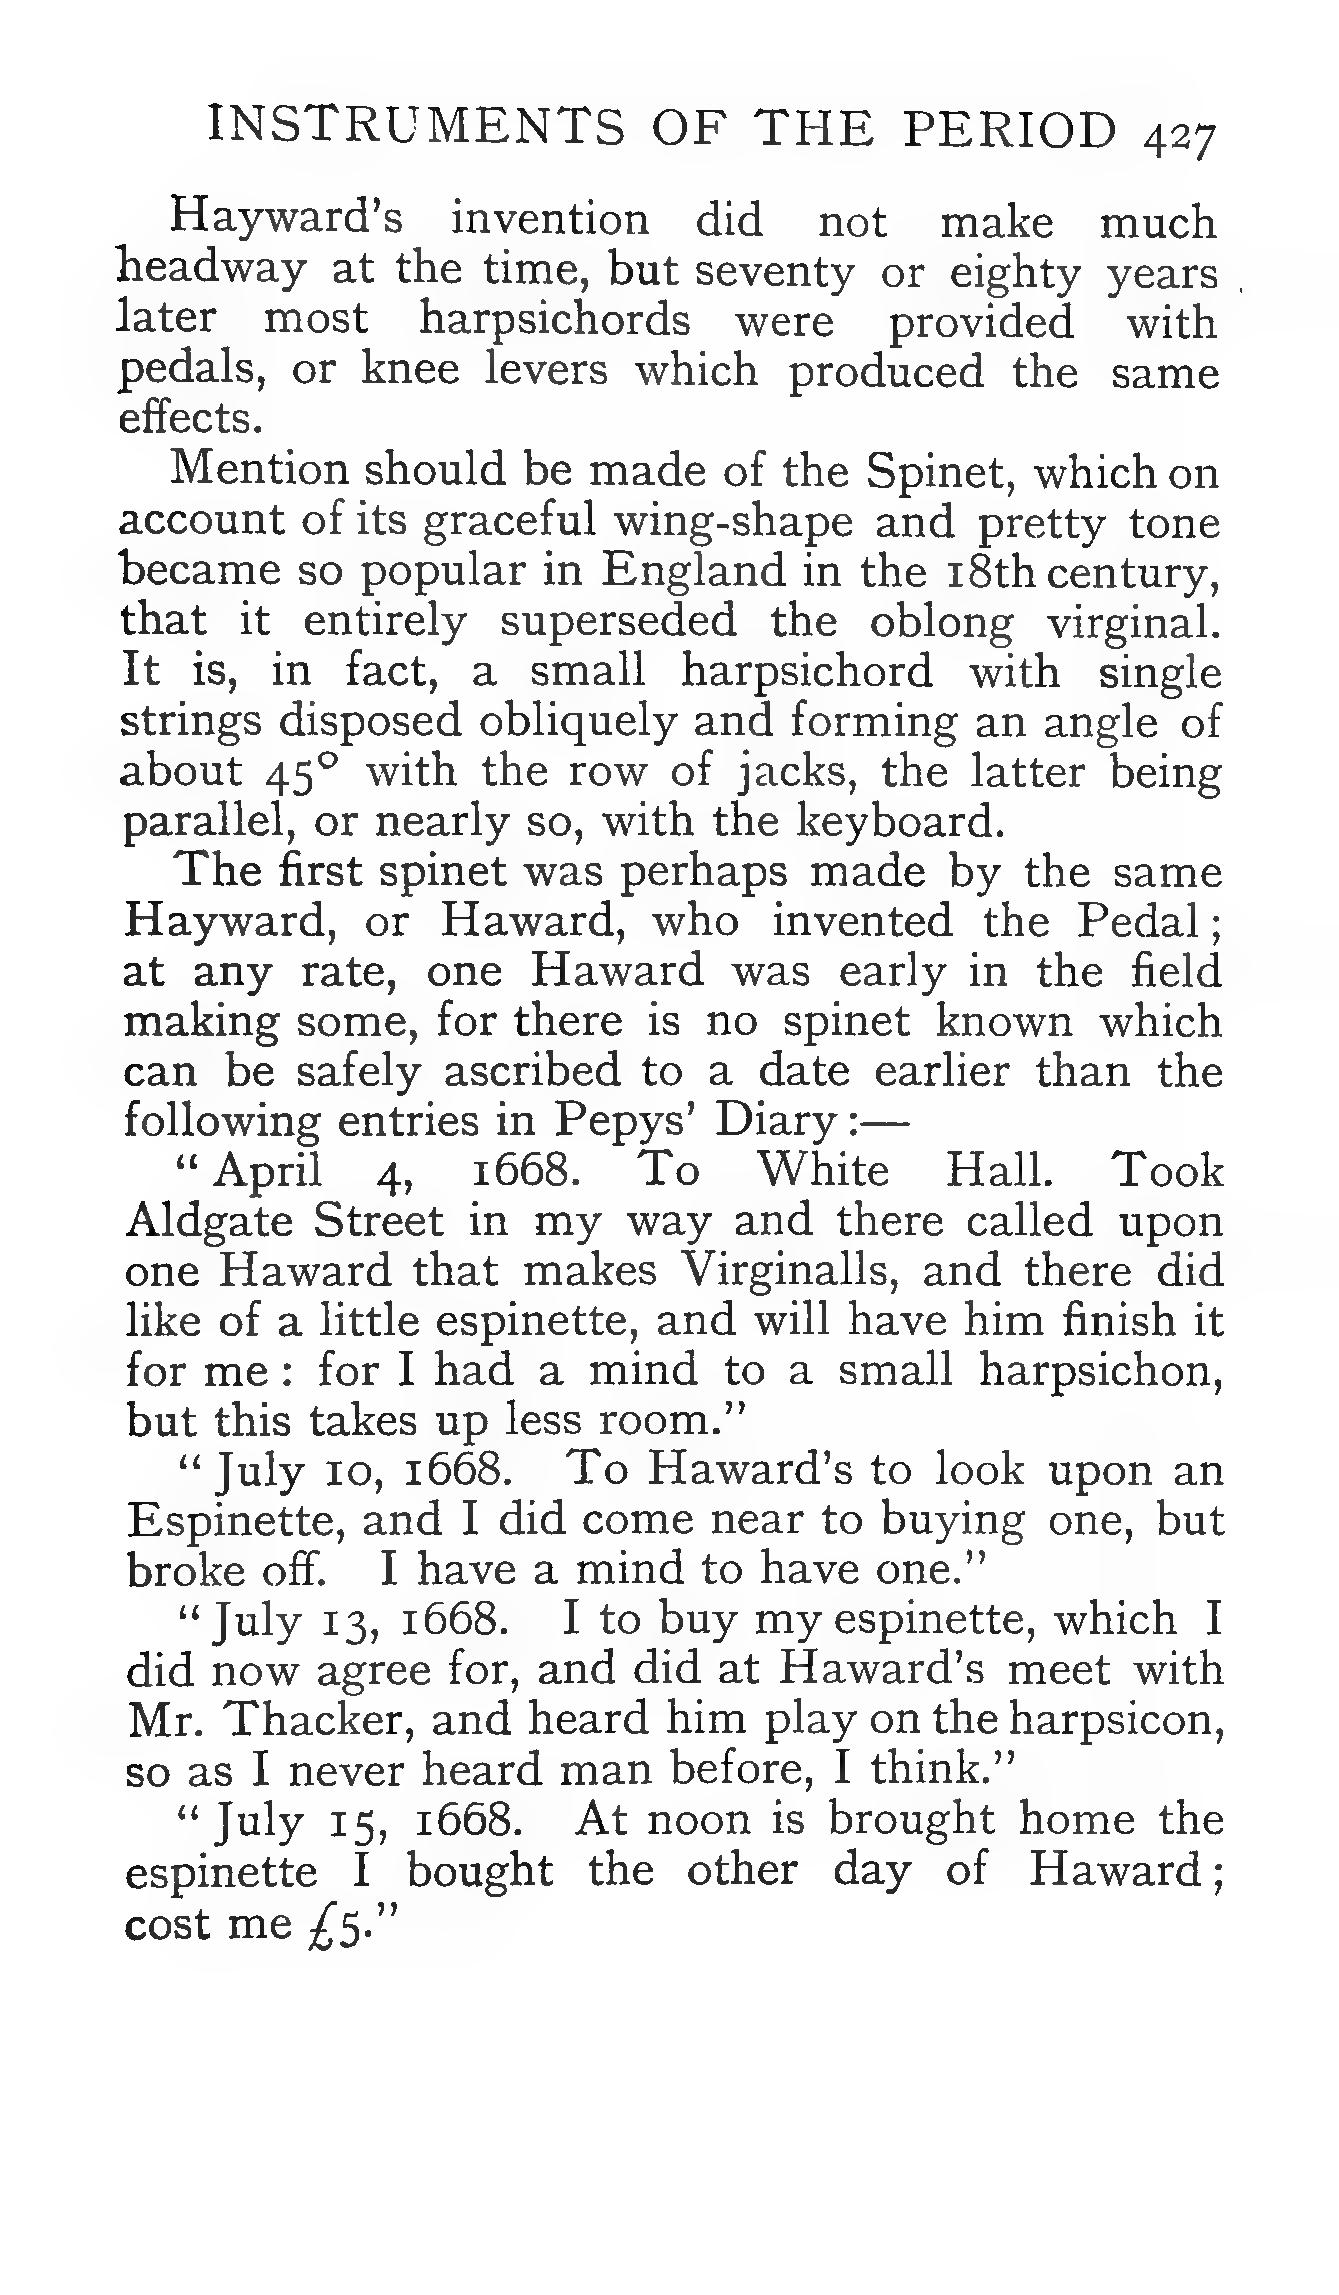 INSTRUMENTS OF THE PERIOD 427
Hayward's invention did not make much
headway at the time, but seventy or eighty years
later most harpsichords were provided with
pedals, or knee levers which produced the same
effects.
Mention should be made of the Spinet, which on
account of its graceful wing-shape and pretty tone
became so popular in England in the 18th century,
that it entirely superseded the oblong virginal.
It is, in fact, a small harpsichord with single
strings disposed obliquely and forming an angle of
about 45° with the row of jacks, the latter being
parallel, or nearly so, with the keyboard.
The first spinet was perhaps made by the same
Hayward, or Haward, who invented the Pedal ;
at any rate, one Haward was early in the field
making some, for there is no spinet known which
can be safely ascribed to a date earlier than the
following entries in Pepys' Diary :—
“ April 4, 1668. To White Hall. Took
Aldgate Street in my way and there called upon
one Haward that makes Virginalls, and there did
like of a little espinette, and will have him finish it
for me : for I had a mind to a small harpsichon,
but this takes up less room.”
“ July 10, 1668. To Haward's to look upon an
Espinette, and I did come near to buying one, but
broke off. I have a mind to have one.”
“ July 13, 1668. I to buy my espinette, which I
did now agree for, and did at Haward's meet with
Mr. Thacker, and heard him play on the harpsicon,
so as I never heard man before, I think.”
“ July 15, 1668. At noon is brought home the
espinette I bought the other day of Haward ;
cost me £5.”